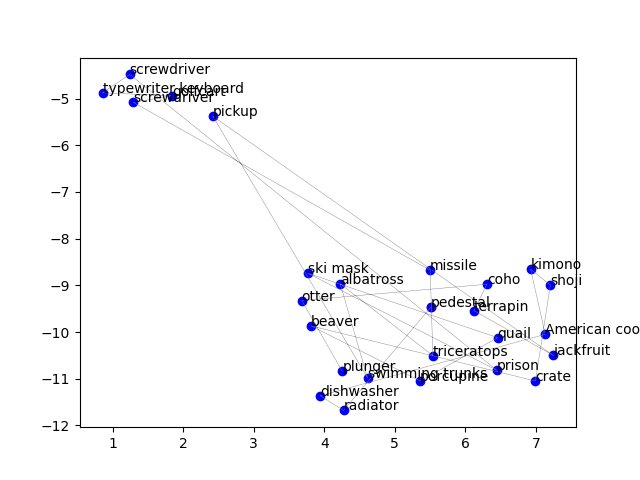 screwdriver
typewriter keyboard
golfcart
screwdriver
pickup
−5
−6
−7
−8
−9
−10
−11
−12
ski mask
albatross
missile
kimono
shoji
coho
otter
pedestal
terrapin
beaver
quail
American coo
triceratops
jackfruit
plunger
swimming trunks
porcupine
prison
crate
dishwasher
radiator
1 2 3 4 5 6 7